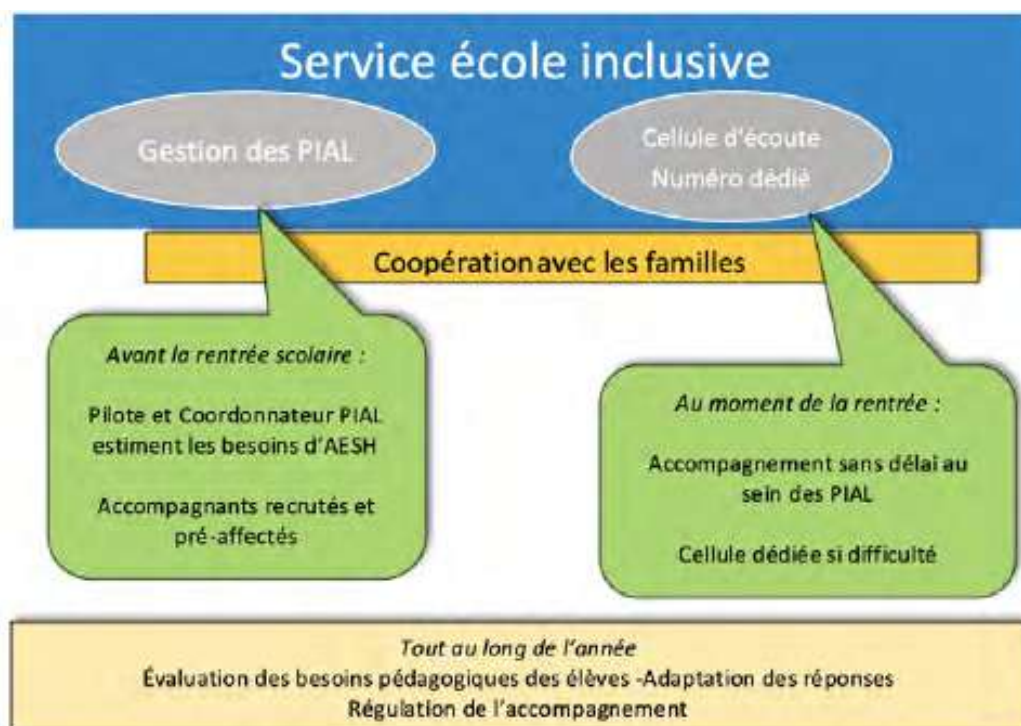 Service école inclusive
Gestion des PIAL
Cellule d'écoute
Numéro dédié
Coopération avec les familles
Avant la rentrée scolaire :
Pilote et Coordonnateur PIAL
estiment les besoins d'AESH
Accompagnants recrutés et
pré-affectés
Au moment de la rentrée :
Accompagnement sans délai au
sein des PIAL
Cellule dédiée si difficulté
Tout au long de l'année
Évaluation des besoins pédagogiques des élèves -Adaptation des réponses
Régulation de l'accompagnement